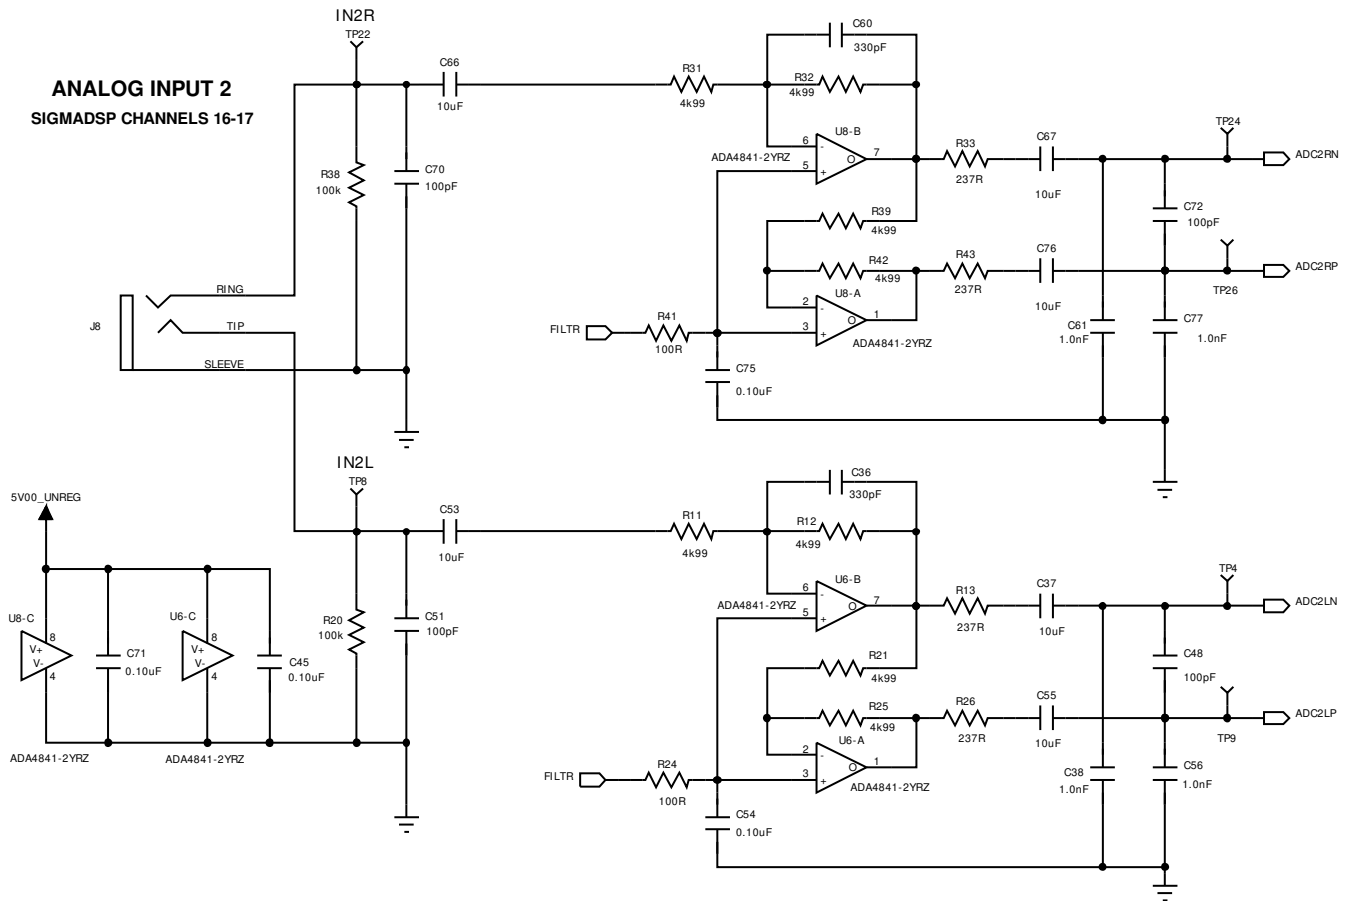 IN2R
TP22
ANALOG INPUT 2
SIGMADSP CHANNELS 16-17
C66
10uF
R31
4k99
C60
330pF
R32
4k99
U8-B
ADA4841-2YRZ
6
5
-
+
O
7
R33
237R
C67
10uF
TP24
ADC2RN
R38
100k
C70
100pF
R39
4k99
C72
100pF
R42
4k99
R43
237R
C76
10uF
TP26
ADC2RP
U8-A
2
3
-
+
O
1
ADA4841-2YRZ
J8
RING
TIP
SLEEVE
FILTR
R41
100R
C75
0.10uF
C61
1.0nF
C77
1.0nF
IN2L
TP8
C53
10uF
R11
4k99
C36
330pF
R12
4k99
U6-B
ADA4841-2YRZ
6
5
-
+
O
7
R13
237R
C37
10uF
TP4
ADC2LN
5V00_UNREG
U8-C
8
V+
V-
4
C71
0.10uF
U6-C
8
V+
V-
4
C45
0.10uF
ADA4841-2YRZ
ADA4841-2YRZ
R20
100k
C51
100pF
R21
4k99
C48
100pF
R25
4k99
R26
237R
C55
10uF
TP9
ADC2LP
U6-A
2
3
-
+
O
1
ADA4841-2YRZ
FILTR
R24
100R
C54
0.10uF
C38
1.0nF
C56
1.0nF